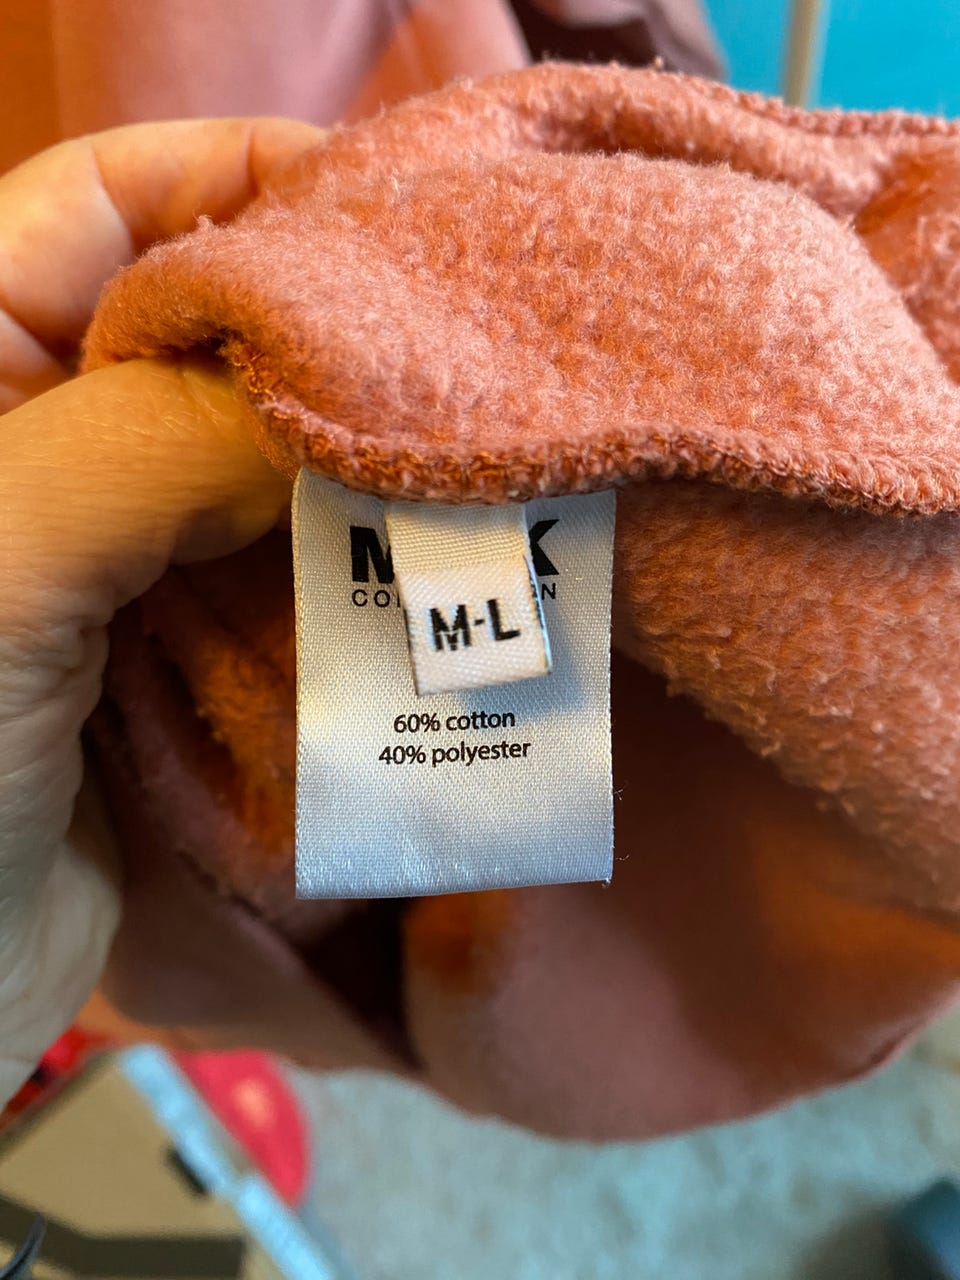 M-L
60% cotton
40% polyester